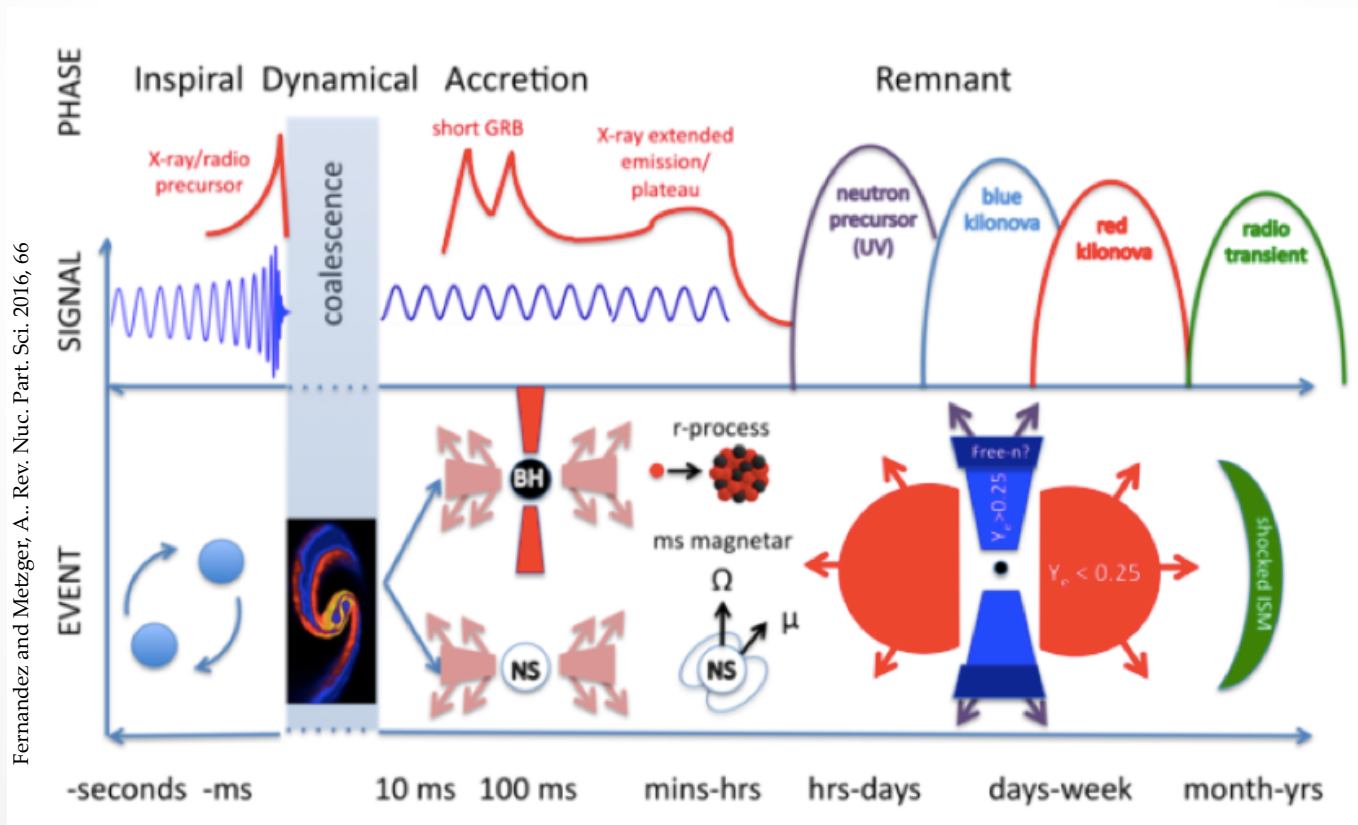 PHASE
Inspiral Dynamical Accretion Remnant
short GRB
X-ray/radio
precursor
X-ray extended
emission/
plateau
coalescence
neutron
precursor
(UV)
blue
kilonova
red
kilonova
radio
transient
SIGNAL
Fernandez and Metzger, A.. Rev. Nuc. Part. Sci. 2016, 66
EVENT
BH
NS
r-process
ms magnetar
Ω
μ
NS
Free-n?
Yₑ>0.25
Yₑ < 0.25
shocked ISM
-seconds -ms 10 ms 100 ms mins-hrs hrs-days days-week month-yrs